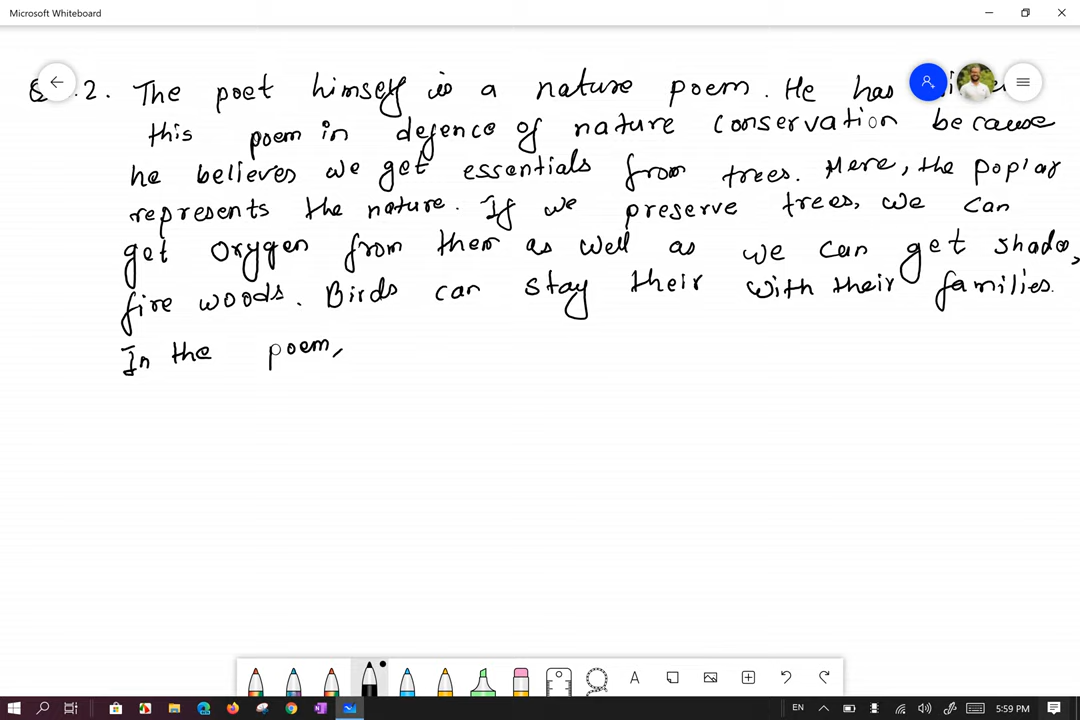 Microsoft Whiteboard
.2. The poet himself is a nature poem. He has
this poem in defence of nature conservation because
he believes we get essentials from trees. Here, the poplar
represents the nature. If we preserve trees, we can
get oxygen from them as well as we can get shade,
fire woods. Birds can stay their with their families.
In the poem,
EN
5:59 PM